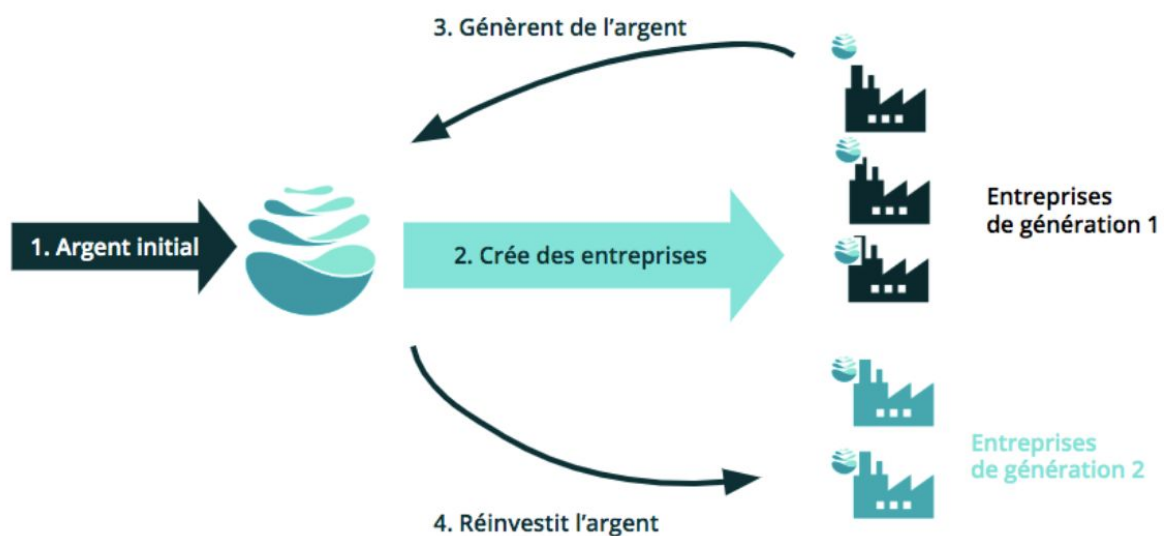 3. Génèrent de l'argent
1. Argent initial
2. Crée des entreprises
Entreprises
de génération 1
Entreprises
de génération 2
4. Réinvestit l'argent